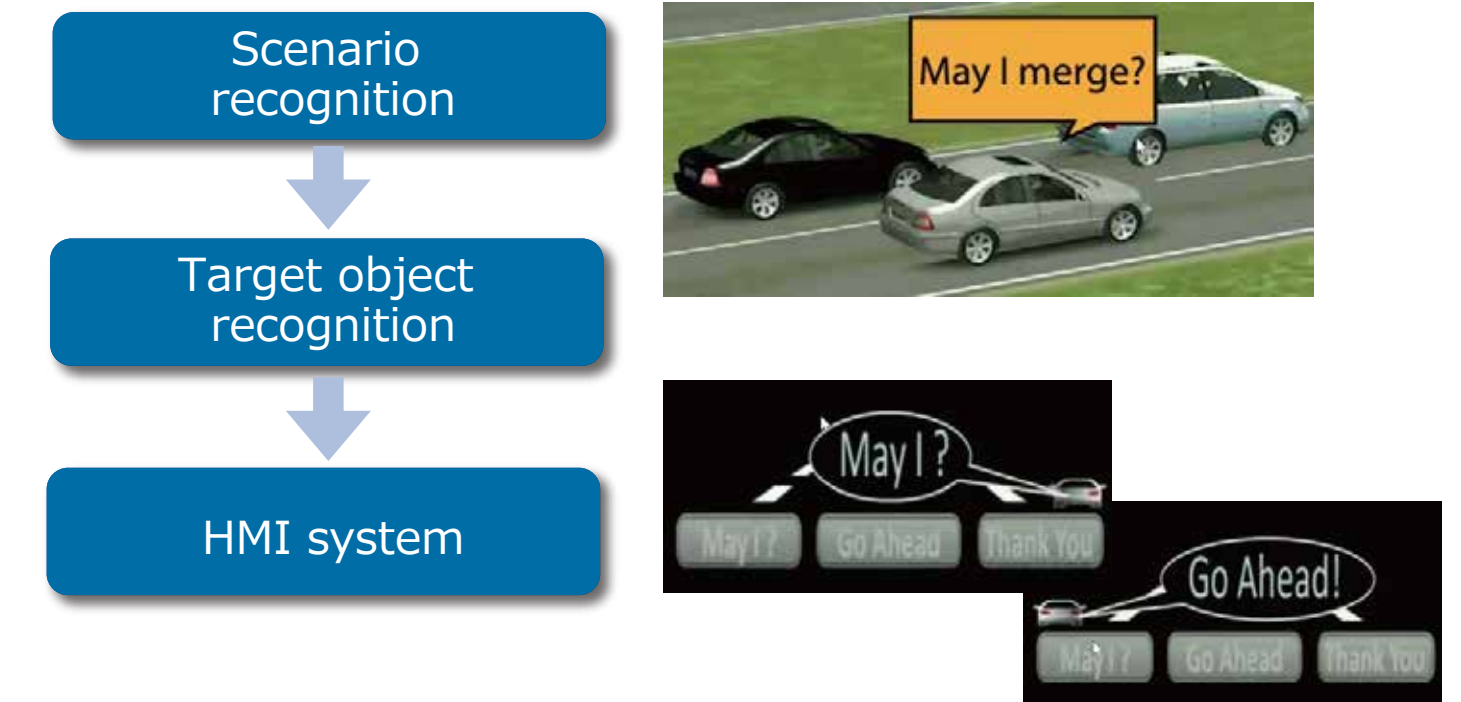 Scenario
recognition
Target object
recognition
HMI system
May I merge?
May I ?
May I ?
Go Ahead
Thank You
Go Ahead!
May I ?
Go Ahead
Thank You